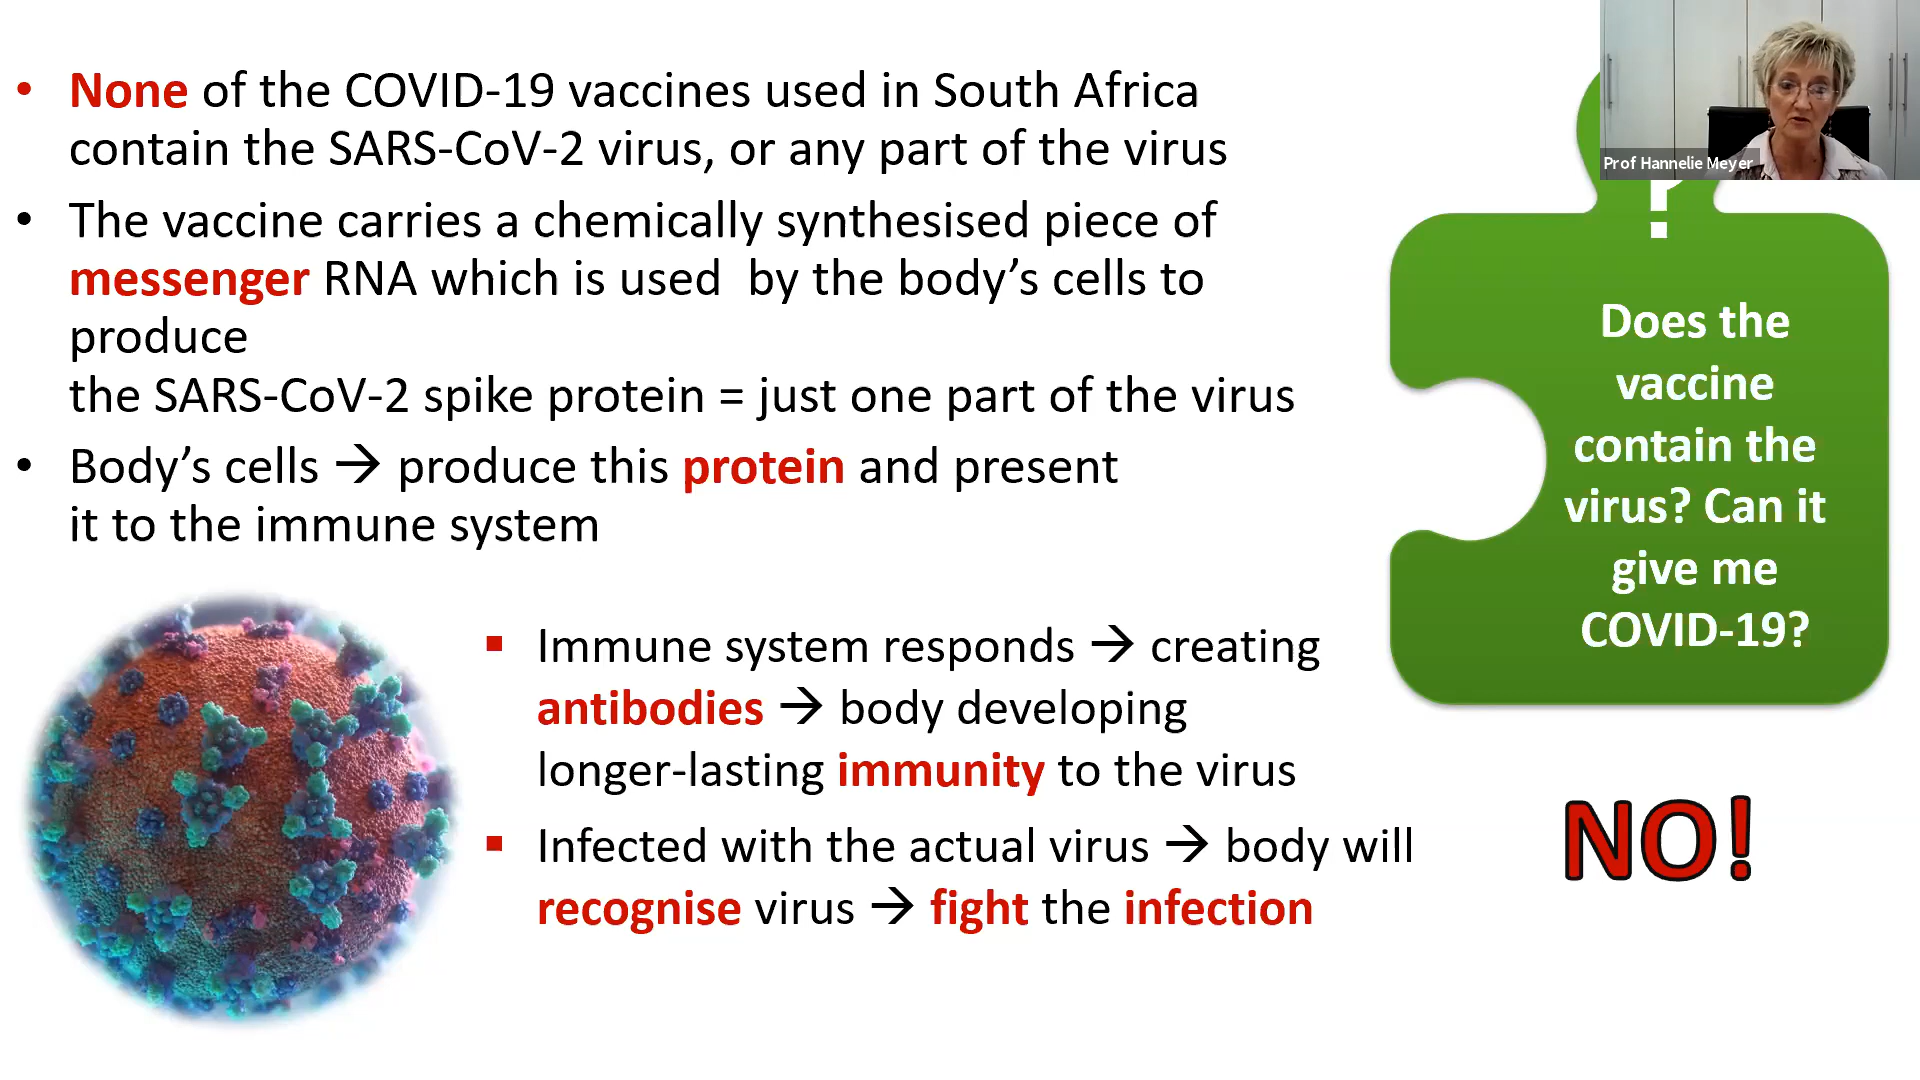 • None of the COVID-19 vaccines used in South Africa
contain the SARS-CoV-2 virus, or any part of the virus
• The vaccine carries a chemically synthesised piece of
messenger RNA which is used  by the body’s cells to
produce
the SARS-CoV-2 spike protein = just one part of the virus
• Body’s cells → produce this protein and present
it to the immune system
▪ Immune system responds → creating
antibodies → body developing
longer-lasting immunity to the virus
▪ Infected with the actual virus → body will
recognise virus → fight the infection
Prof Hannelie Meyer
?
Does the
vaccine
contain the
virus? Can it
give me
COVID-19?
NO!